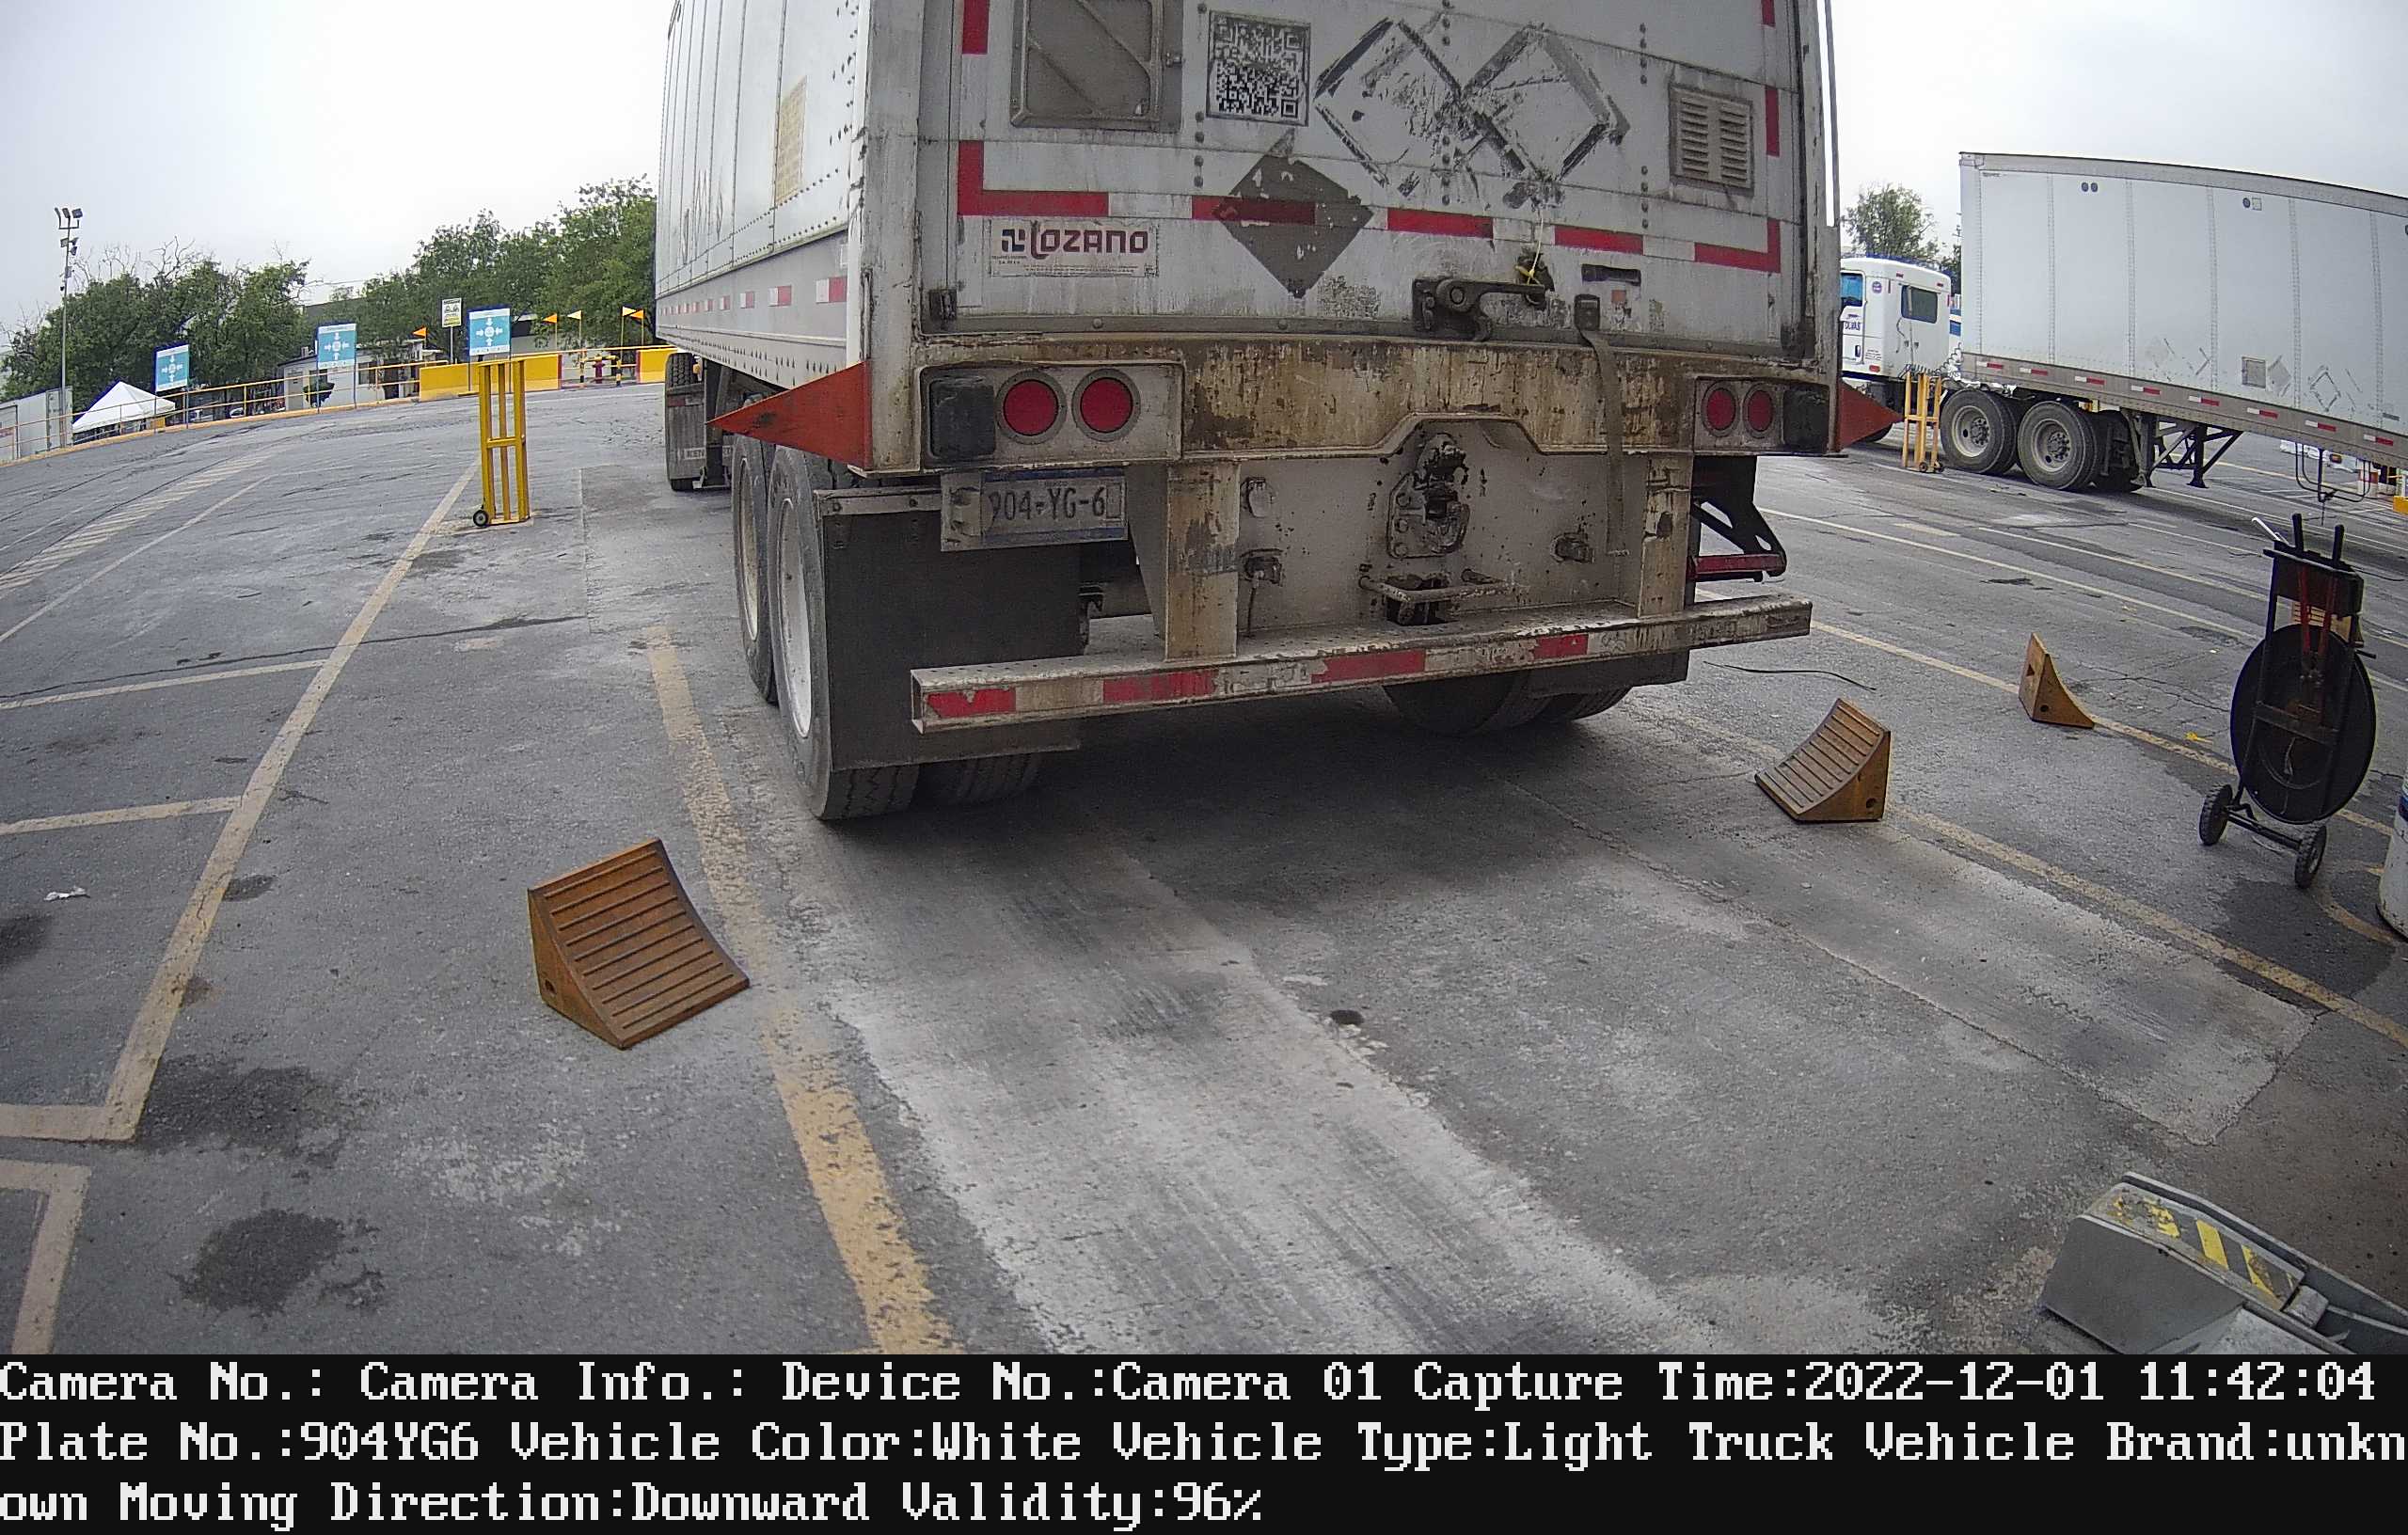 LOZANO
904-YG-6
Camera No.: Camera Info.: Device No.:Camera 01 Capture Time:2022-12-01 11:42:04
Plate No.:904YG6 Vehicle Color:White Vehicle Type:Light Truck Vehicle Brand:unkn
own Moving Direction:Downward Validity:96%